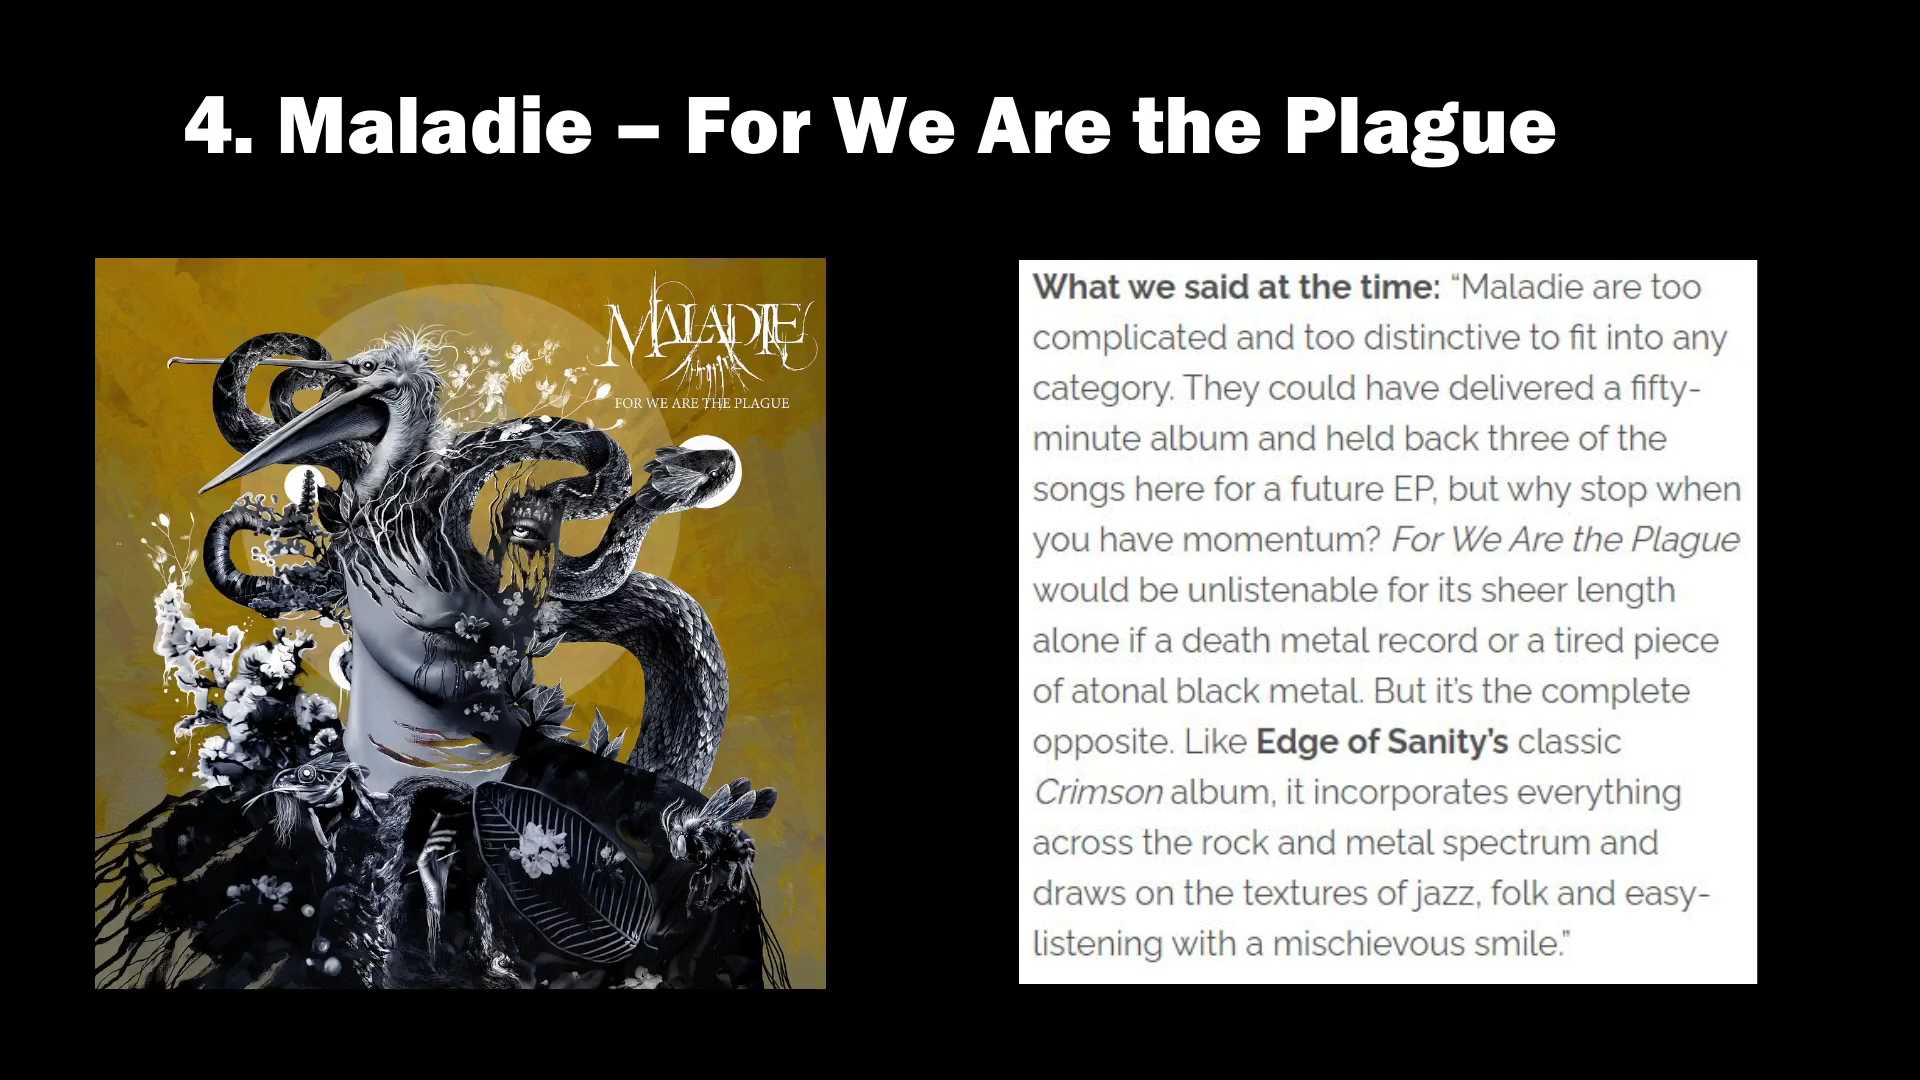 4. Maladie – For We Are the Plague
MALADIE
FOR WE ARE THE PLAGUE
What we said at the time: “Maladie are too
complicated and too distinctive to fit into any
category. They could have delivered a fifty-
minute album and held back three of the
songs here for a future EP, but why stop when
you have momentum? For We Are the Plague
would be unlistenable for its sheer length
alone if a death metal record or a tired piece
of atonal black metal. But it’s the complete
opposite. Like Edge of Sanity’s classic
Crimson album, it incorporates everything
across the rock and metal spectrum and
draws on the textures of jazz, folk and easy-
listening with a mischievous smile.”